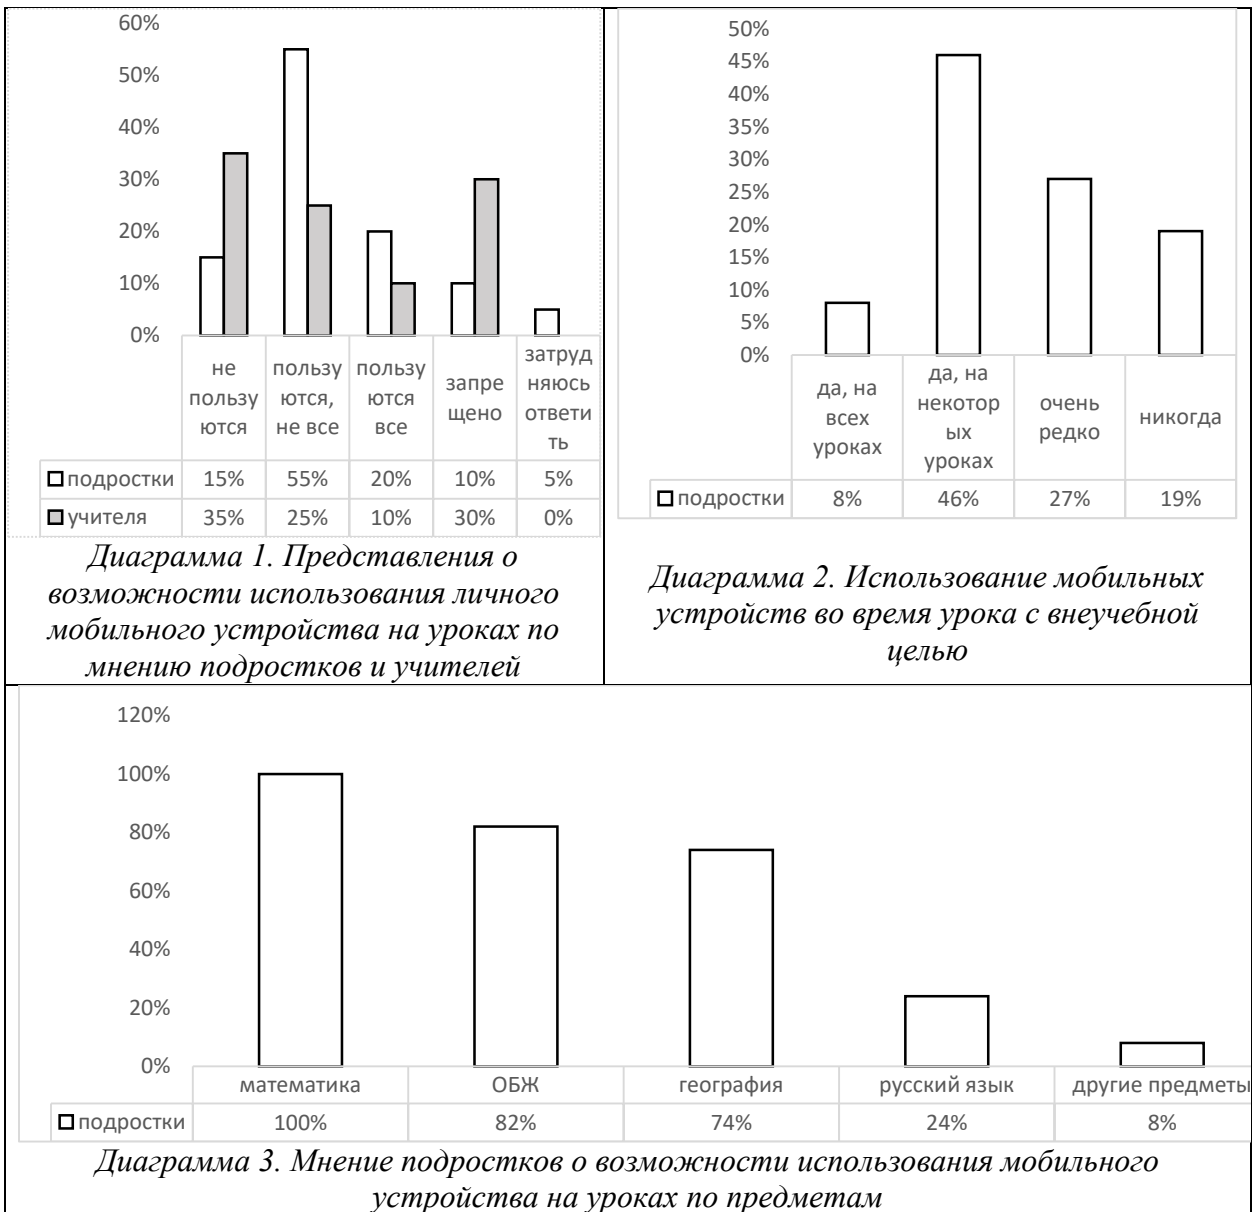 60%
50%
40%
30%
20%
10%
0%
не
пользу
ются
пользу
ются,
не все
пользу
ются
все
запре
щено
затруд
няюсь
ответи
ть
подростки 15% 55% 20% 10% 5%
учителя 35% 25% 10% 30% 0%
Диаграмма 1. Представления о
возможности использования личного
мобильного устройства на уроках по
мнению подростков и учителей
50%
45%
40%
35%
30%
25%
20%
15%
10%
5%
0%
да, на
всех
уроках
да, на
некотор
ых
уроках
очень
редко
никогда
подростки 8% 46% 27% 19%
Диаграмма 2. Использование мобильных
устройств во время урока с внеучебной
целью
120%
100%
80%
60%
40%
20%
0%
математика ОБЖ география русский язык другие предметы
подростки 100% 82% 74% 24% 8%
Диаграмма 3. Мнение подростков о возможности использования мобильного
устройства на уроках по предметам